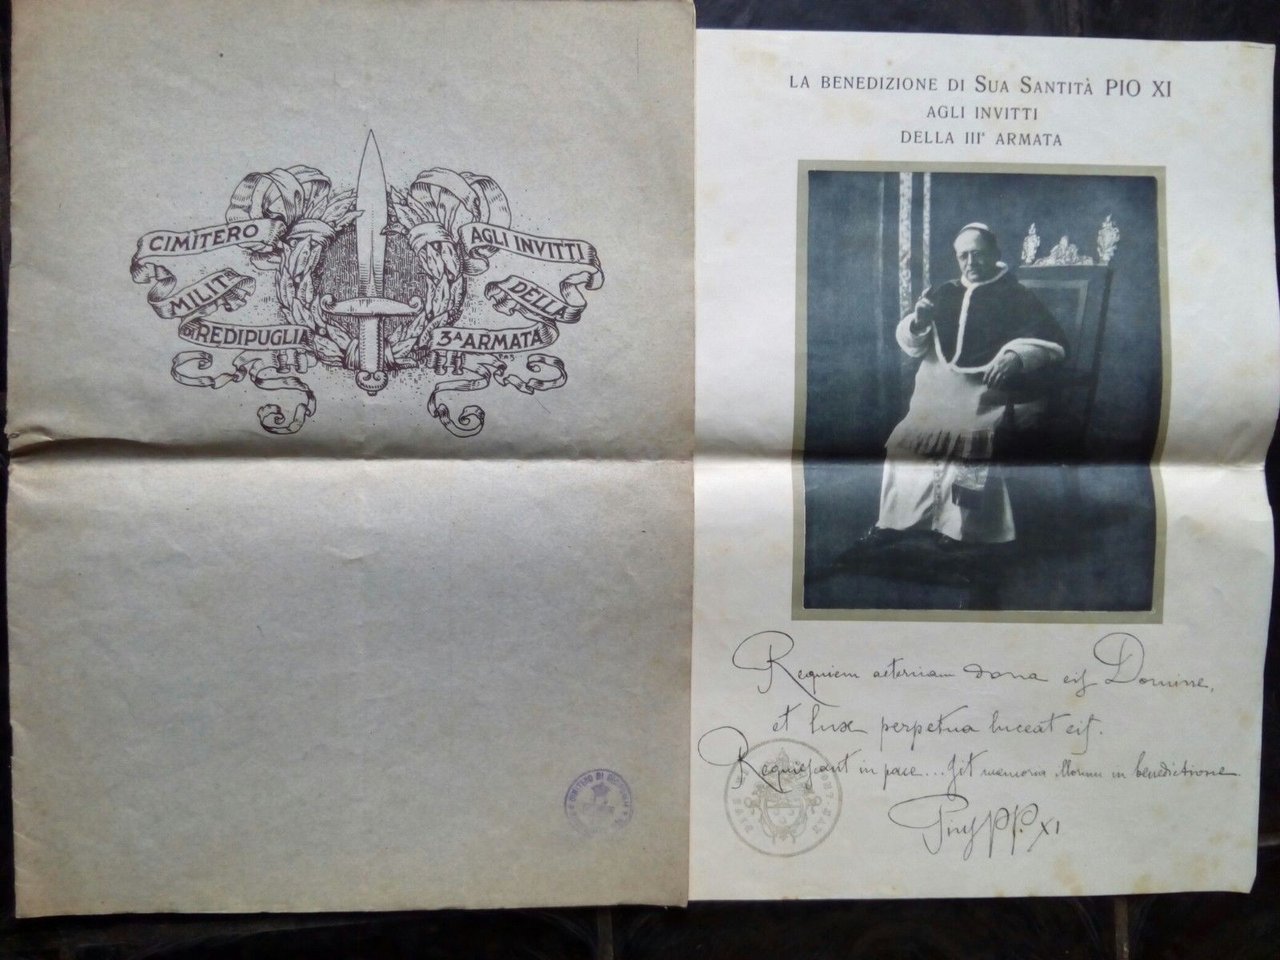 CIMITERO
MILITE
DI REDIPUGLIA
AGLI INVITTI
DELLA
3ª ARMATA
LA BENEDIZIONE DI SUA SANTITÀ PIO XI
AGLI INVITTI
DELLA IIIª ARMATA
Requiem aeternam dona eis Domine,
et lux perpetua luceat eis.
Requiescant in pace... sit memoria illorum in benedictione
Pius PP. XI